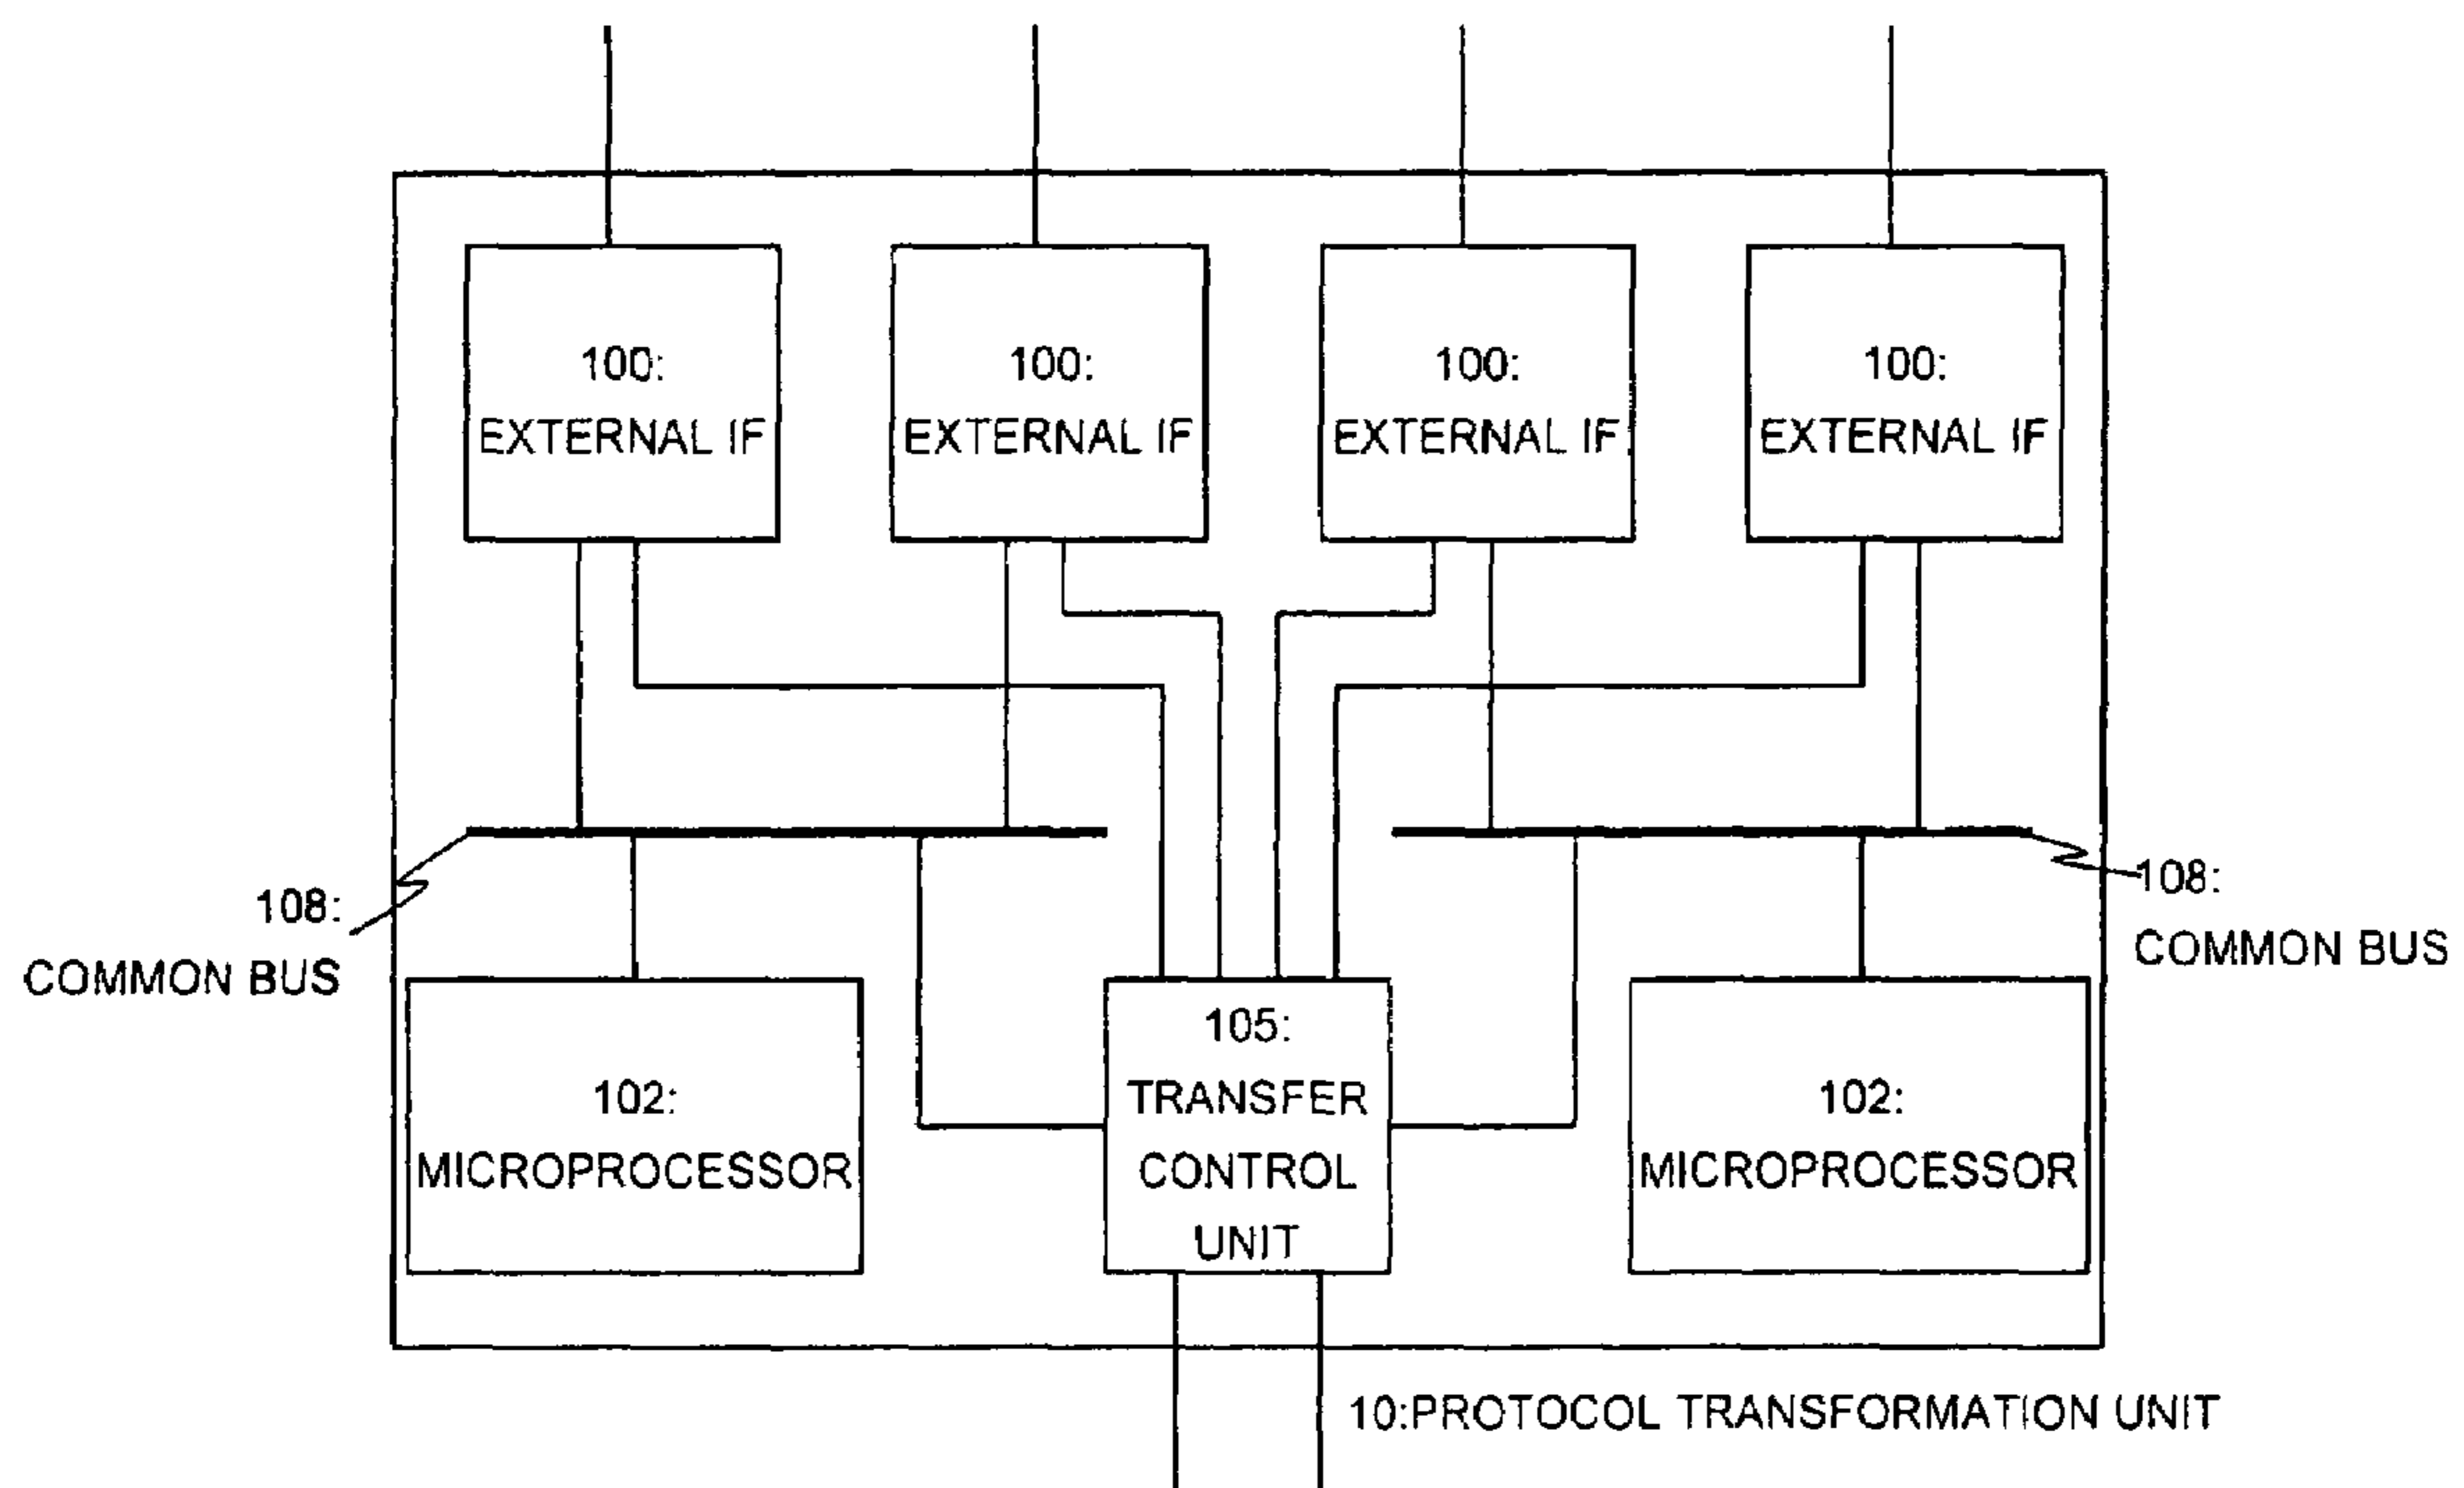 100:
EXTERNAL IF
100:
EXTERNAL IF
100:
EXTERNAL IF
100:
EXTERNAL IF
108:
COMMON BUS
108:
COMMON BUS
102:
MICROPROCESSOR
105:
TRANSFER
CONTROL
UNIT
102:
MICROPROCESSOR
10:PROTOCOL TRANSFORMATION UNIT